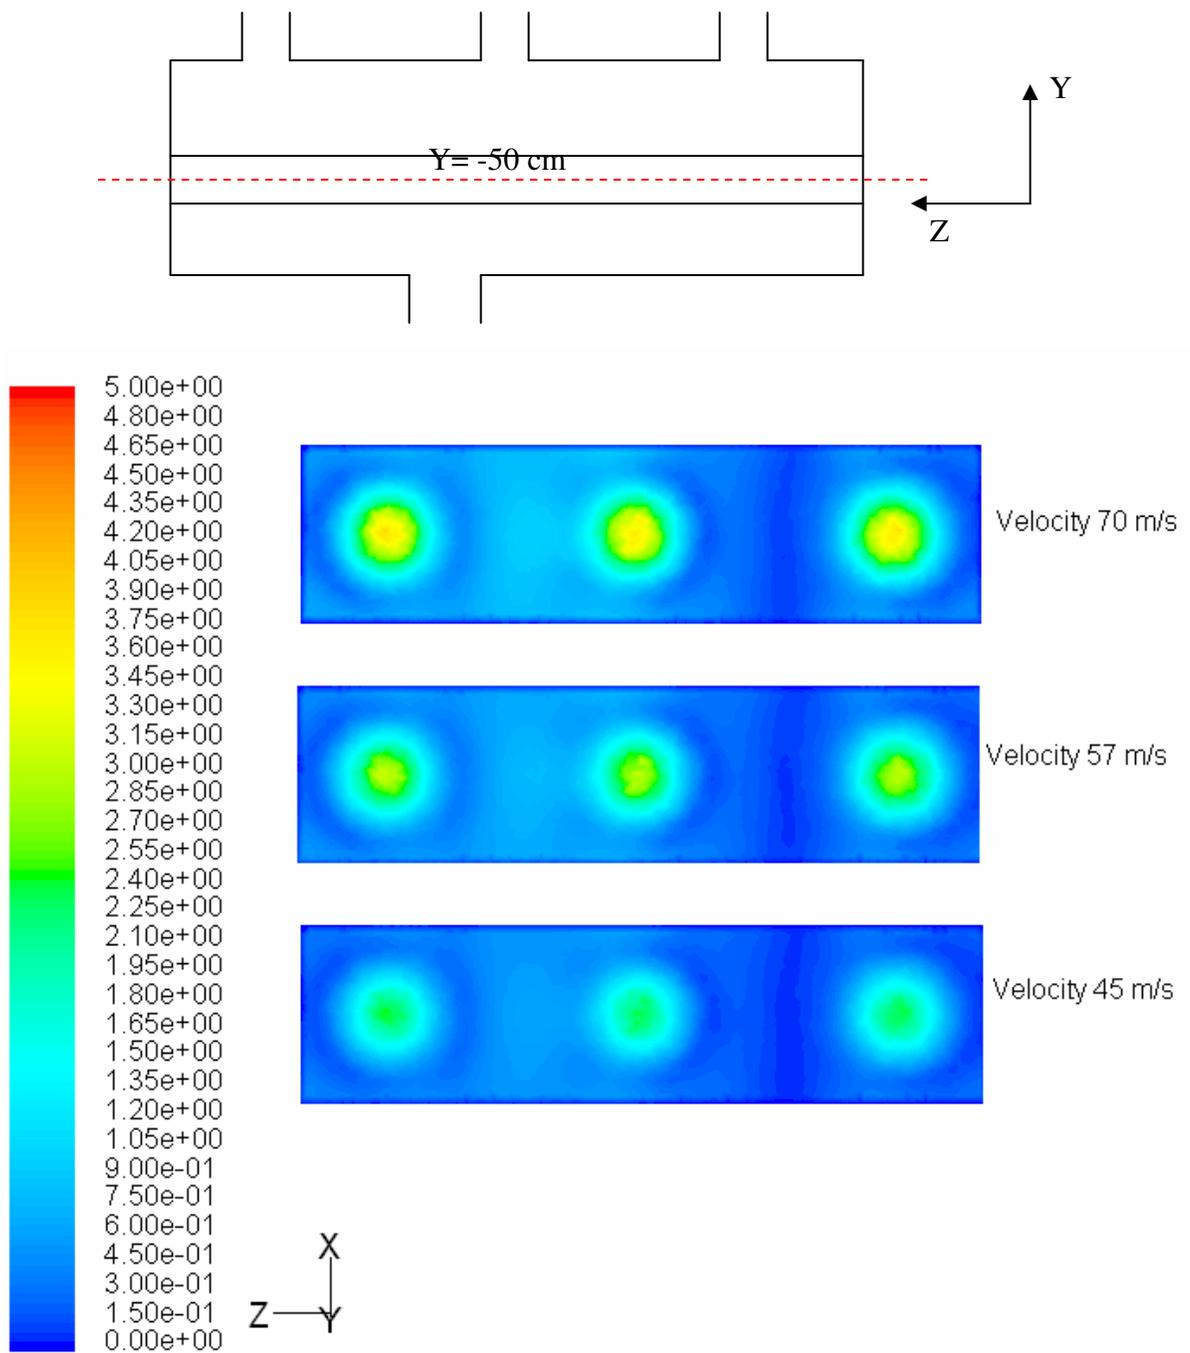 Y
Y= -50 cm
Z
5.00e+00
4.80e+00
4.65e+00
4.50e+00
4.35e+00
4.20e+00
4.05e+00
3.90e+00
3.75e+00
3.60e+00
3.45e+00
3.30e+00
3.15e+00
3.00e+00
2.85e+00
2.70e+00
2.55e+00
2.40e+00
2.25e+00
2.10e+00
1.95e+00
1.80e+00
1.65e+00
1.50e+00
1.35e+00
1.20e+00
1.05e+00
9.00e-01
7.50e-01
6.00e-01
4.50e-01
3.00e-01
1.50e-01
0.00e+00
Velocity 70 m/s
Velocity 57 m/s
Velocity 45 m/s
X
Z
Y